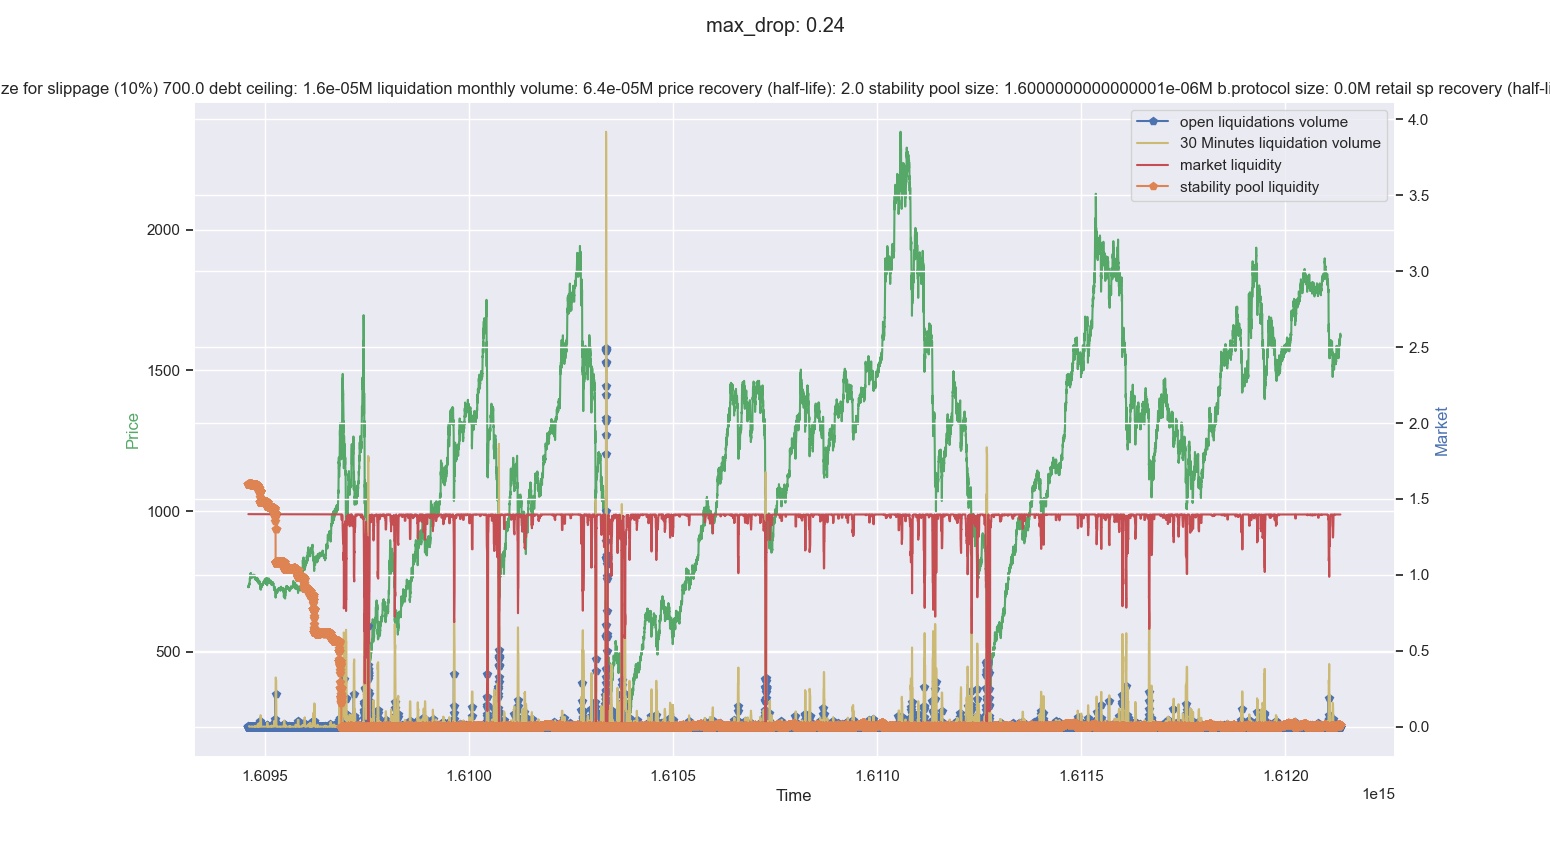 max_drop: 0.24
ze for slippage (10%) 700.0 debt ceiling: 1.6e-05M liquidation monthly volume: 6.4e-05M price recovery (half-life): 2.0 stability pool size: 1.6000000000000001e-06M b.protocol size: 0.0M retail sp recovery (half-li
open liquidations volume
30 Minutes liquidation volume
market liquidity
stability pool liquidity
2000
1500
1000
500
Price
4.0
3.5
3.0
2.5
2.0
1.5
1.0
0.5
0.0
Market
1.6095 1.6100 1.6105 1.6110 1.6115 1.6120
1e15
Time